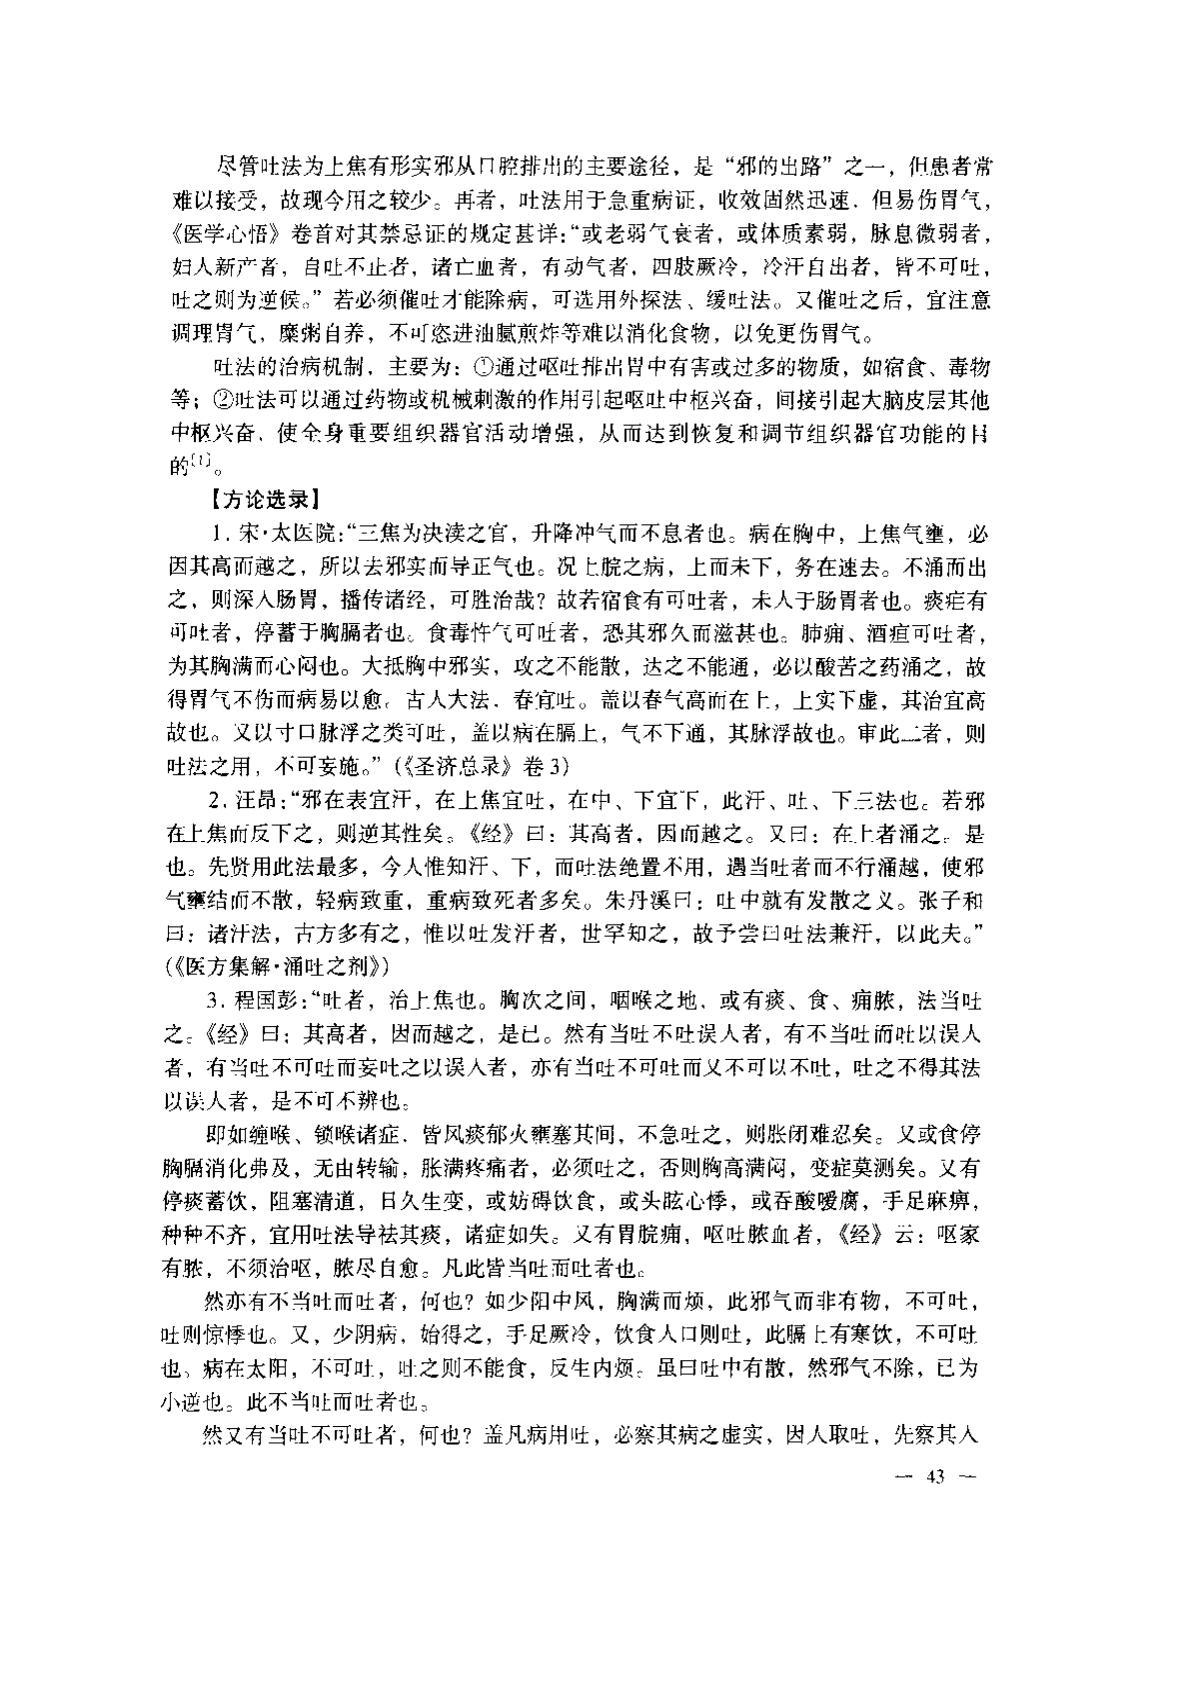 尽管吐法为上焦有形实邪从口腔排出的主要途径，是“邪的出路”之一，但患者常
难以接受，故现今用之较少。再者，吐法用于急重病证，收效固然迅速，但易伤胃气，
《医学心悟》卷首对其禁忌证的规定甚详：“或老弱气衰者，或体质素弱，脉息微弱者，
妇人新产者，自吐不止者，诸亡血者，有动气者，四肢厥冷，冷汗自出者，皆不可吐，
吐之则为逆候。”若必须催吐才能除病，可选用外探法、缓吐法。又催吐之后，宜注意
调理胃气，糜粥自养，不可恣进油腻煎炸等难以消化食物，以免更伤胃气。
吐法的治病机制，主要为：①通过呕吐排出胃中有害或过多的物质，如宿食、毒物
等；②吐法可以通过药物或机械刺激的作用引起呕吐中枢兴奋，间接引起大脑皮层其他
中枢兴奋，使全身重要组织器官活动增强，从而达到恢复和调节组织器官功能的目
的[1]。
【方论选录】
1. 宋·太医院：“三焦为决渎之官，升降冲气而不息者也。病在胸中，上焦气壅，必
因其高而越之，所以去邪实而导正气也。况上脘之病，上而未下，务在速去。不涌而出
之，则深入肠胃，播传诸经，可胜治哉？故若宿食有可吐者，未入于肠胃者也。痰疟有
可吐者，停蓄于胸膈者也。食毒忤气可吐者，恐其邪久而滋甚也。肺痈、酒疸可吐者，
为其胸满而心闷也。大抵胸中邪实，攻之不能散，达之不能通，必以酸苦之药涌之，故
得胃气不伤而病易以愈。古人大法，春宜吐。盖以春气高而在上，上实下虚，其治宜高
故也。又以寸口脉浮之类可吐，盖以病在膈上，气不下通，其脉浮故也。审此二者，则
吐法之用，不可妄施。”（《圣济总录》卷 3）
2. 汪昂：“邪在表宜汗，在上焦宜吐，在中、下宜下，此汗、吐、下三法也。若邪
在上焦而反下之，则逆其性矣。《经》曰：其高者，因而越之。又曰：在上者涌之。是
也。先贤用此法最多，今人惟知汗、下，而吐法绝置不用，遇当吐者而不行涌越，使邪
气壅结而不散，轻病致重，重病致死者多矣。朱丹溪曰：吐中就有发散之义。张子和
曰：诸汗法，古方多有之，惟以吐发汗者，世罕知之，故予尝曰吐法兼汗，以此夫。”
（《医方集解·涌吐之剂》）
3. 程国彭：“吐者，治上焦也。胸次之间，咽喉之地，或有痰、食、痈脓，法当吐
之。《经》曰：其高者，因而越之，是已。然有当吐不吐误人者，有不当吐而吐以误人
者，有当吐不可吐而妄吐之以误人者，亦有当吐不可吐而又不可以不吐，吐之不得其法
以误人者，是不可不辨也。
即如缠喉、锁喉诸症，皆风痰郁火壅塞其间，不急吐之，则胀闭难忍矣。又或食停
胸膈消化弗及，无由转输，胀满疼痛者，必须吐之，否则胸高满闷，变症莫测矣。又有
停痰蓄饮，阻塞清道，日久生变，或妨碍饮食，或头眩心悸，或吞酸嗳腐，手足麻痹，
种种不齐，宜用吐法导祛其痰，诸症如失。又有胃脘痈，呕吐脓血者，《经》云：呕家
有脓，不须治呕，脓尽自愈。凡此皆当吐而吐者也。
然亦有不当吐而吐者，何也？如少阳中风，胸满而烦，此邪气而非有物，不可吐，
吐则惊悸也。又，少阴病，始得之，手足厥冷，饮食入口则吐，此膈上有寒饮，不可吐
也。病在太阳，不可吐，吐之则不能食，反生内烦。虽曰吐中有散，然邪气不除，已为
小逆也。此不当吐而吐者也。
然又有当吐不可吐者，何也？盖凡病用吐，必察其病之虚实，因人取吐，先察其人
— 43 —